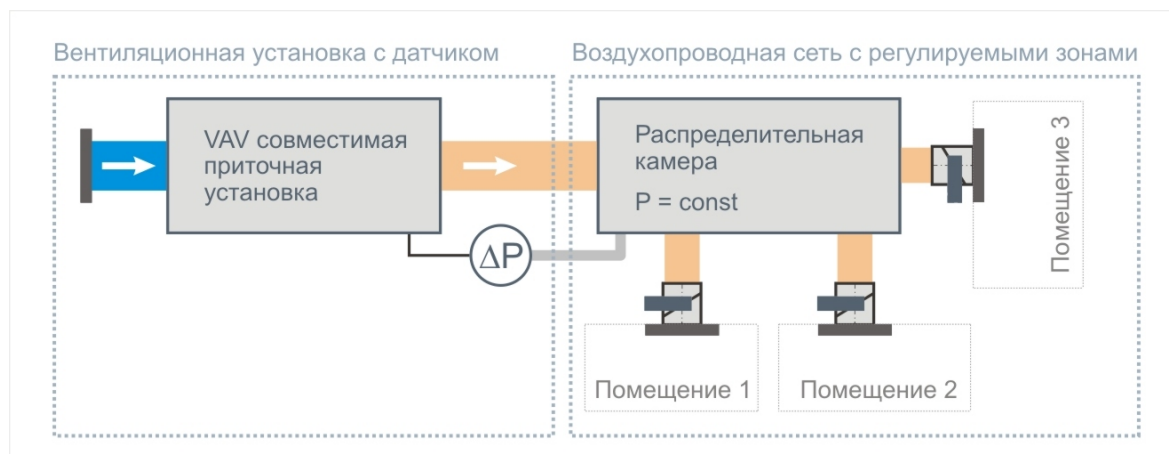 Вентиляционная установка с датчиком
Воздухопроводная сеть с регулируемыми зонами
VAV совместимая
приточная
установка
Распределительная
камера
P = const
ΔP
Помещение 1
Помещение 2
Помещение 3